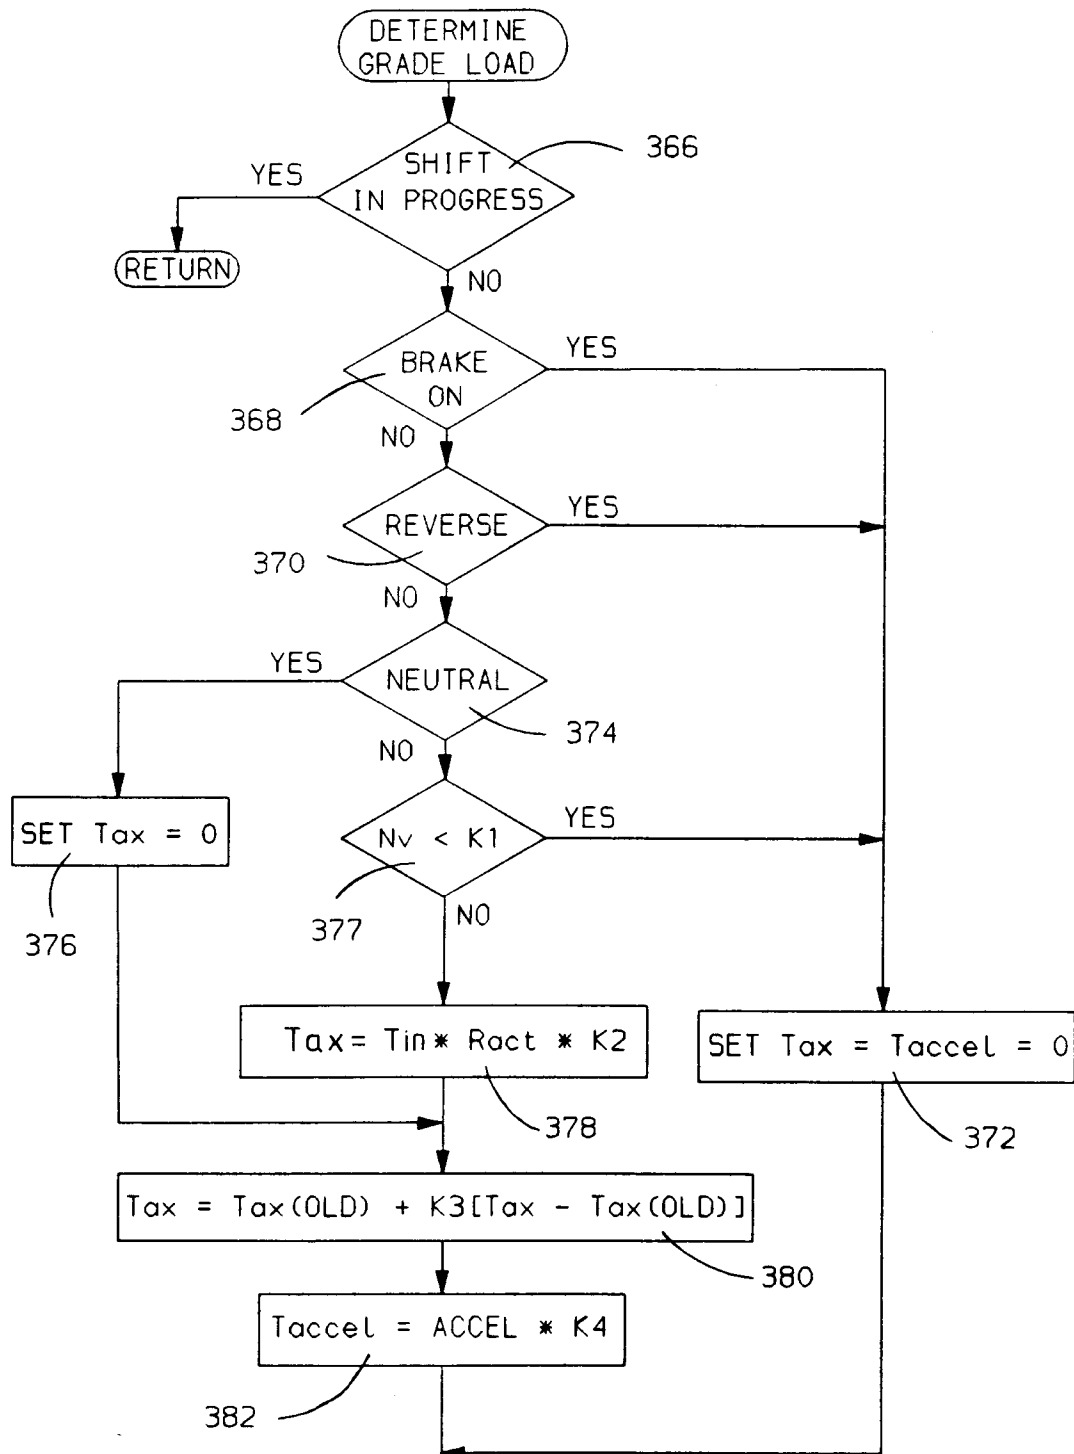 DETERMINE
GRADE LOAD
SHIFT
IN PROGRESS
366
YES
RETURN
NO
BRAKE
ON
YES
368
NO
REVERSE
YES
370
NO
NEUTRAL
YES
374
NO
SET Tax = 0
376
Nv < K1
YES
377
NO
Tax = Tin * Ract * K2
378
SET Tax = Taccel = 0
372
Tax = Tax(OLD) + K3[Tax - Tax(OLD)]
380
Taccel = ACCEL * K4
382